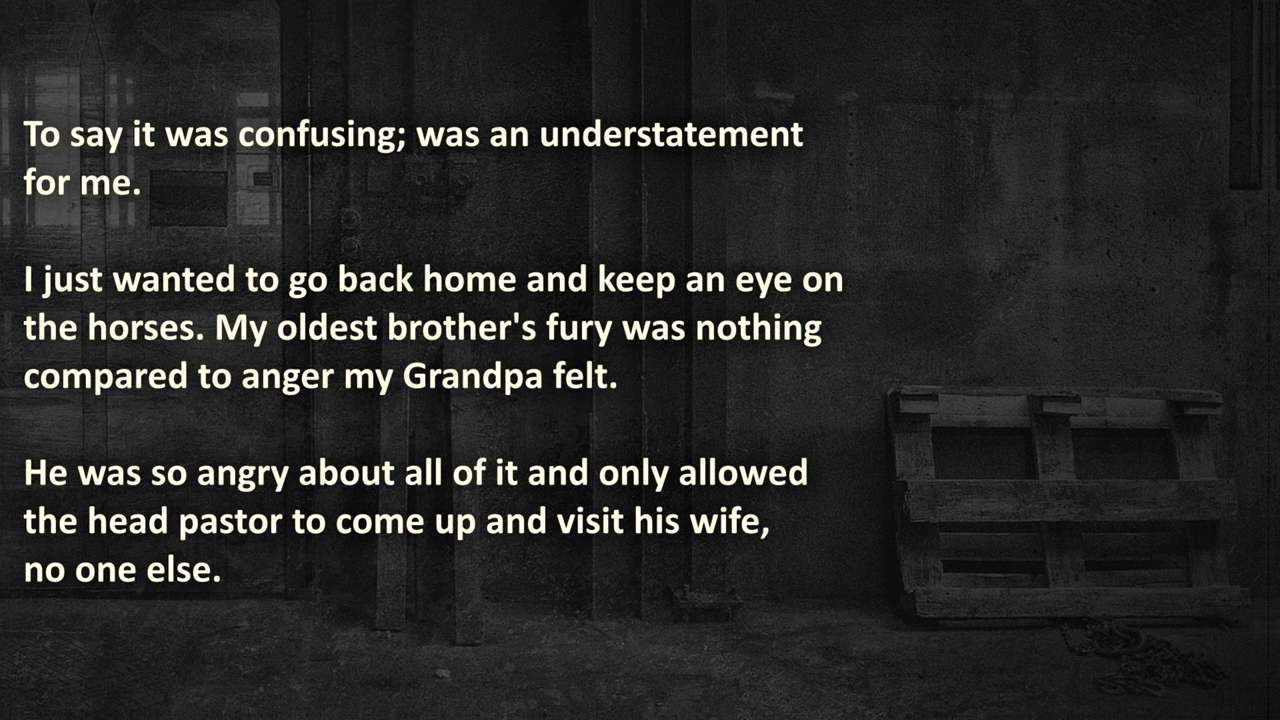 To say it was confusing; was an understatement
for me.
I just wanted to go back home and keep an eye on
the horses. My oldest brother's fury was nothing
compared to anger my Grandpa felt.
He was so angry about all of it and only allowed
the head pastor to come up and visit his wife,
no one else.